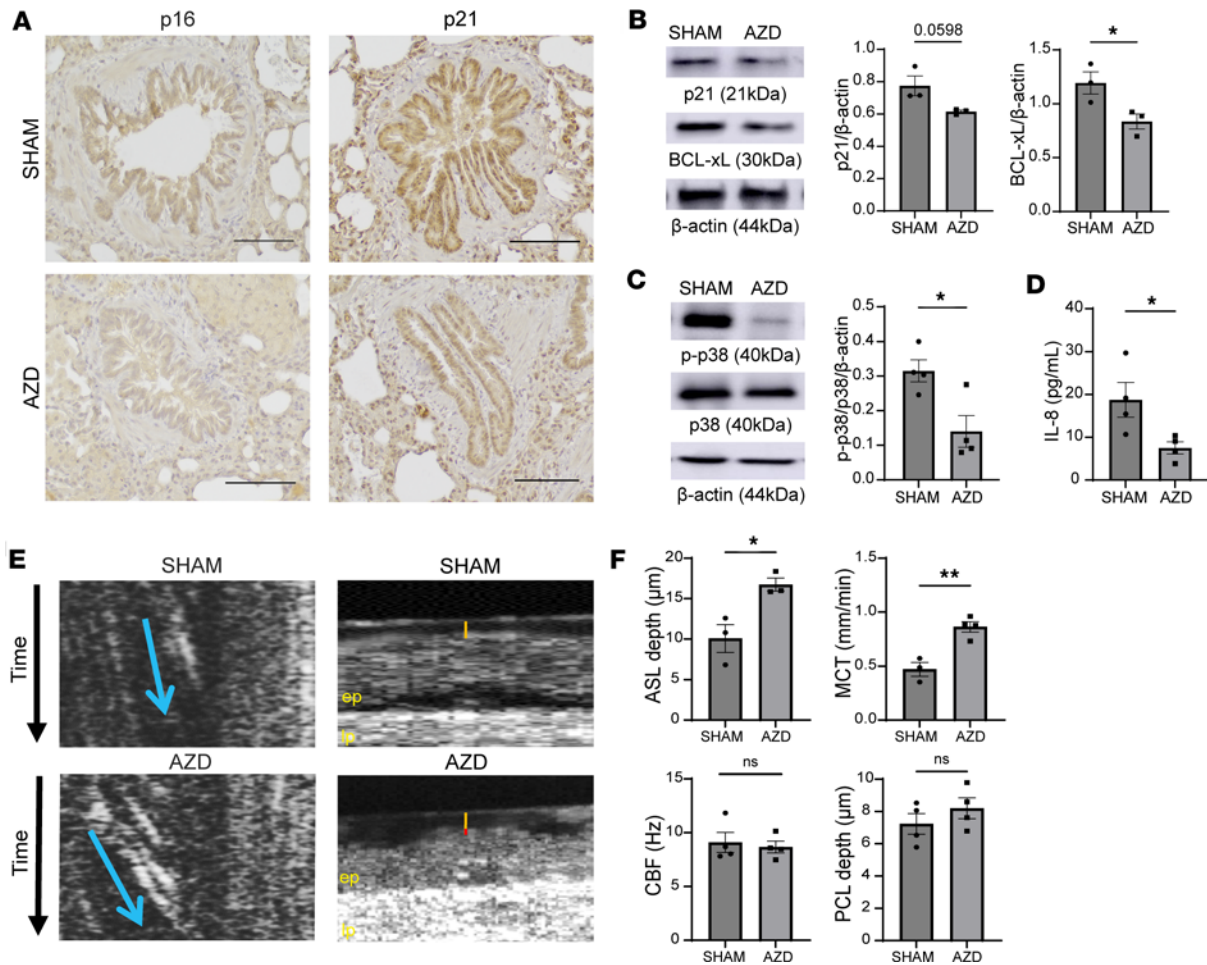 A
p16
p21
SHAM
AZD
B
SHAM AZD
p21 (21kDa)
BCL-xL (30kDa)
β-actin (44kDa)
p21/β-actin
1.0
0.8
0.6
0.4
0.2
0.0
0.0598
SHAM
AZD
BCL-xL/β-actin
1.5
1.0
0.5
0.0
*
SHAM
AZD
C
SHAM AZD
p-p38 (40kDa)
p38 (40kDa)
β-actin (44kDa)
p-p38/p38/β-actin
0.5
0.4
0.3
0.2
0.1
0.0
*
SHAM
AZD
D
IL-8 (pg/mL)
40
30
20
10
0
*
SHAM
AZD
E
SHAM
Time
SHAM
ep
lp
AZD
Time
AZD
ep
lp
F
ASL depth (μm)
20
15
10
5
0
*
SHAM
AZD
MCT (mm/min)
1.5
1.0
0.5
0.0
**
SHAM
AZD
CBF (Hz)
15
10
5
0
ns
SHAM
AZD
PCL depth (μm)
10
8
6
4
2
0
ns
SHAM
AZD